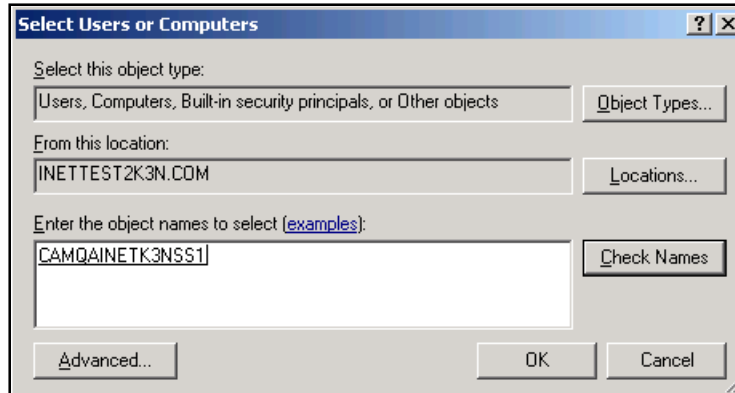 Select Users or Computers
Select this object type:
Users, Computers, Built-in security principals, or Other objects
Object Types...
From this location:
INETTEST2K3N.COM
Locations...
Enter the object names to select (examples):
CAMQAINETK3NSS1
Check Names
Advanced...
OK
Cancel